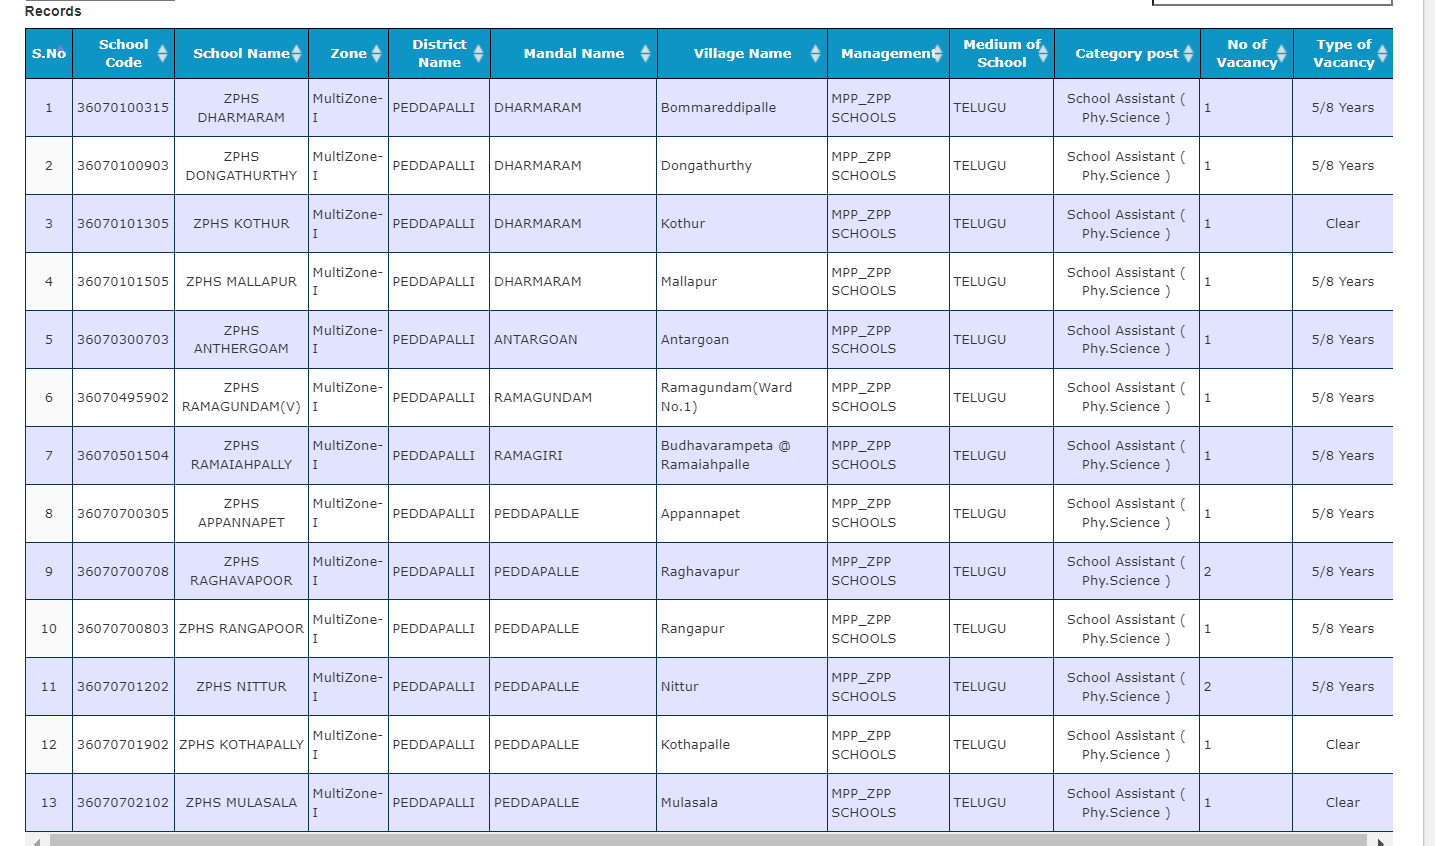 Records
S.No School Code School Name Zone District Name Mandal Name Village Name Management Medium of School Category post No of Vacancy Type of Vacancy
1 36070100315 ZPHS DHARMARAM MultiZone-I PEDDAPALLI DHARMARAM Bommareddipalle MPP_ZPP SCHOOLS TELUGU School Assistant ( Phy.Science ) 1 5/8 Years
2 36070100903 ZPHS DONGATHURTHY MultiZone-I PEDDAPALLI DHARMARAM Dongathurthy MPP_ZPP SCHOOLS TELUGU School Assistant ( Phy.Science ) 1 5/8 Years
3 36070101305 ZPHS KOTHUR MultiZone-I PEDDAPALLI DHARMARAM Kothur MPP_ZPP SCHOOLS TELUGU School Assistant ( Phy.Science ) 1 Clear
4 36070101505 ZPHS MALLAPUR MultiZone-I PEDDAPALLI DHARMARAM Mallapur MPP_ZPP SCHOOLS TELUGU School Assistant ( Phy.Science ) 1 5/8 Years
5 36070300703 ZPHS ANTHERGOAM MultiZone-I PEDDAPALLI ANTARGOAN Antargoan MPP_ZPP SCHOOLS TELUGU School Assistant ( Phy.Science ) 1 5/8 Years
6 36070495902 ZPHS RAMAGUNDAM(V) MultiZone-I PEDDAPALLI RAMAGUNDAM Ramagundam(Ward No.1) MPP_ZPP SCHOOLS TELUGU School Assistant ( Phy.Science ) 1 5/8 Years
7 36070501504 ZPHS RAMAIAHPALLY MultiZone-I PEDDAPALLI RAMAGIRI Budhavarampeta @ Ramaiahpalle MPP_ZPP SCHOOLS TELUGU School Assistant ( Phy.Science ) 1 5/8 Years
8 36070700305 ZPHS APPANNAPET MultiZone-I PEDDAPALLI PEDDAPALLE Appannapet MPP_ZPP SCHOOLS TELUGU School Assistant ( Phy.Science ) 1 5/8 Years
9 36070700708 ZPHS RAGHAVAPOOR MultiZone-I PEDDAPALLI PEDDAPALLE Raghavapur MPP_ZPP SCHOOLS TELUGU School Assistant ( Phy.Science ) 2 5/8 Years
10 36070700803 ZPHS RANGAPOOR MultiZone-I PEDDAPALLI PEDDAPALLE Rangapur MPP_ZPP SCHOOLS TELUGU School Assistant ( Phy.Science ) 1 5/8 Years
11 36070701202 ZPHS NITTUR MultiZone-I PEDDAPALLI PEDDAPALLE Nittur MPP_ZPP SCHOOLS TELUGU School Assistant ( Phy.Science ) 2 5/8 Years
12 36070701902 ZPHS KOTHAPALLY MultiZone-I PEDDAPALLI PEDDAPALLE Kothapalle MPP_ZPP SCHOOLS TELUGU School Assistant ( Phy.Science ) 1 Clear
13 36070702102 ZPHS MULASALA MultiZone-I PEDDAPALLI PEDDAPALLE Mulasala MPP_ZPP SCHOOLS TELUGU School Assistant ( Phy.Science ) 1 Clear